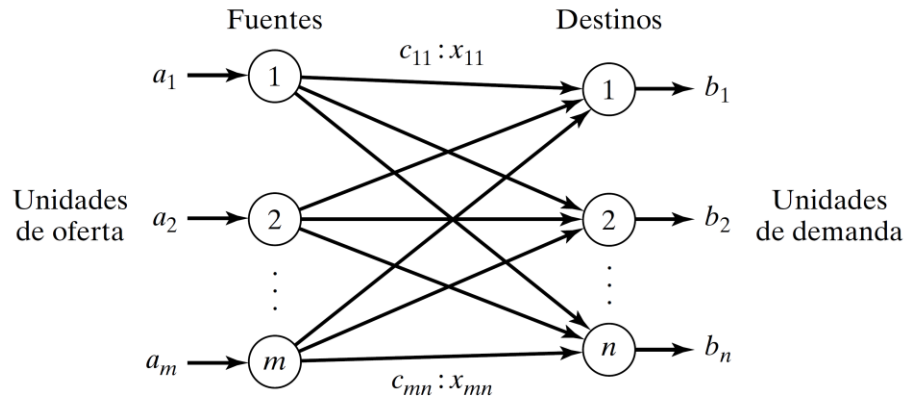 Fuentes Destinos
c₁₁ : x₁₁
a₁ 1 1 b₁
Unidades de oferta a₂ 2 2 b₂ Unidades de demanda
⋮ ⋮
aₘ m n bₙ
cₘₙ : xₘₙ